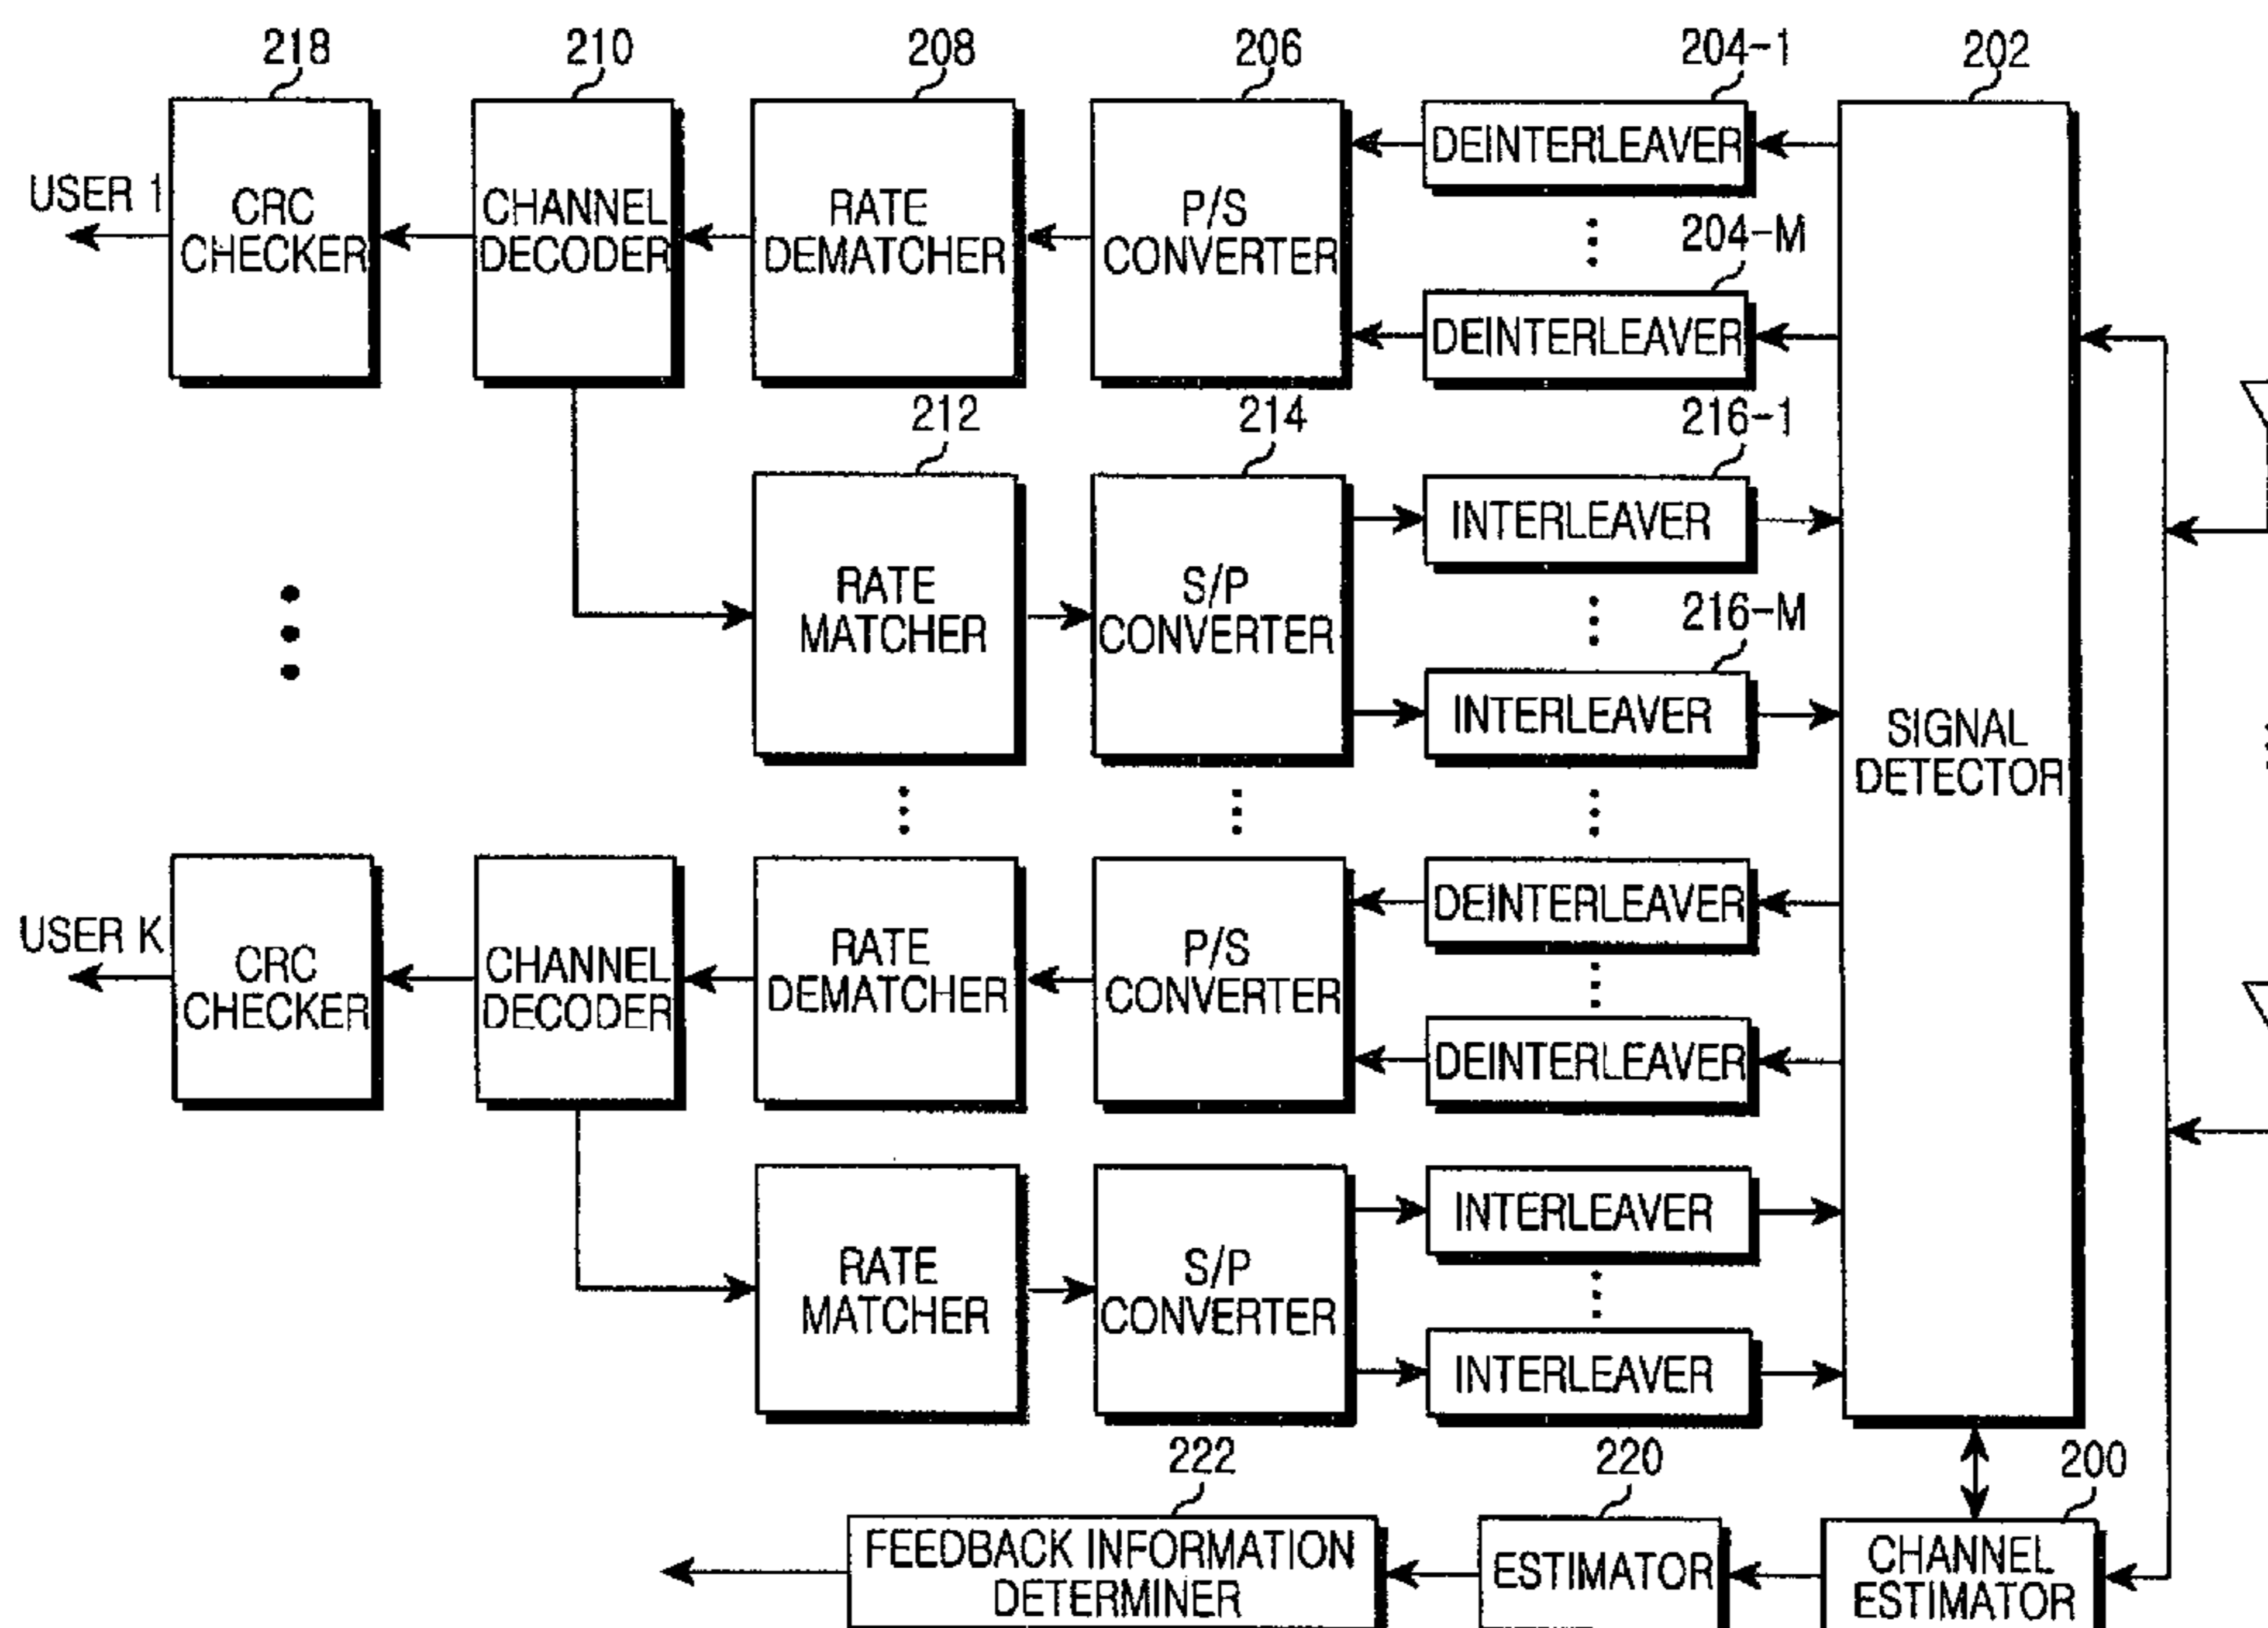 218
210
208
206
204-1
202
USER 1
CRC
CHECKER
CHANNEL
DECODER
RATE
DEMATCHER
P/S
CONVERTER
DEINTERLEAVER
204-M
DEINTERLEAVER
212
214
216-1
RATE
MATCHER
S/P
CONVERTER
INTERLEAVER
216-M
INTERLEAVER
SIGNAL
DETECTOR
USER K
CRC
CHECKER
CHANNEL
DECODER
RATE
DEMATCHER
P/S
CONVERTER
DEINTERLEAVER
DEINTERLEAVER
RATE
MATCHER
S/P
CONVERTER
INTERLEAVER
INTERLEAVER
222
220
200
FEEDBACK INFORMATION
DETERMINER
ESTIMATOR
CHANNEL
ESTIMATOR